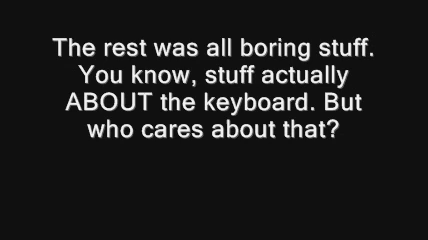 The rest was all boring stuff.
You know, stuff actually
ABOUT the keyboard. But
who cares about that?